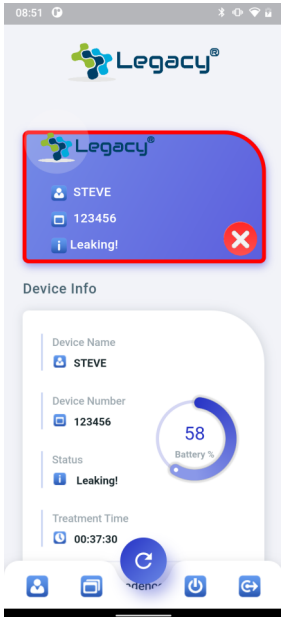 08:51
Legacy®
Legacy®
STEVE
123456
Leaking!
Device Info
Device Name
STEVE
Device Number
123456
58
Battery %
Status
Leaking!
Treatment Time
00:37:30